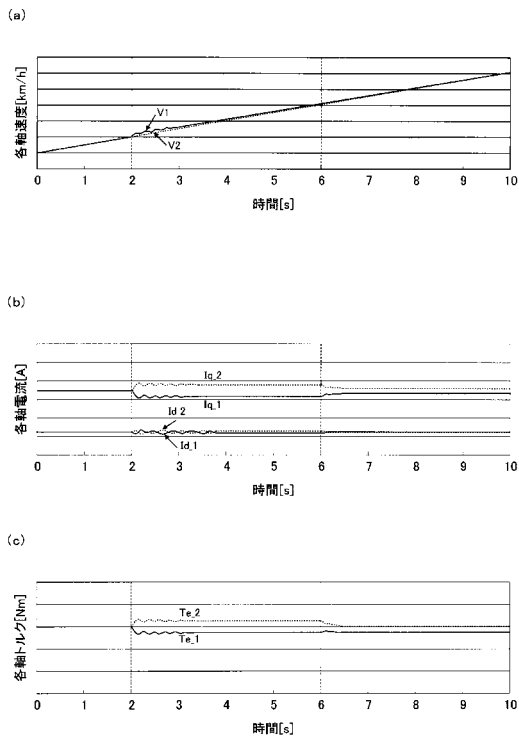 (a)
各軸速度[km/h]
V1
V2
0 1 2 3 4 5 6 7 8 9 10
時間[s]
(b)
各軸電流[A]
Iq_2
Iq_1
Id 2
Id_1
0 1 2 3 4 5 6 7 8 9 10
時間[s]
(c)
各軸トルク[Nm]
Te_2
Te_1
0 1 2 3 4 5 6 7 8 9 10
時間[s]